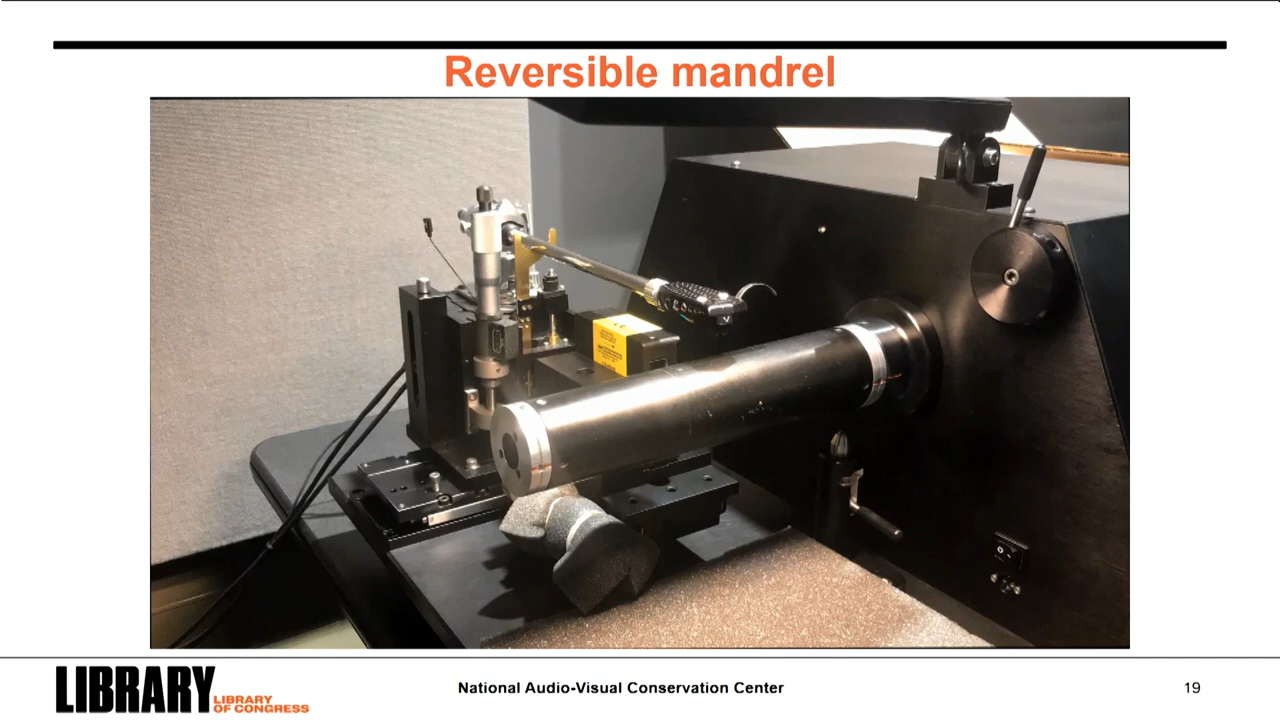 Reversible mandrel
LIBRARY
LIBRARY
OF CONGRESS
National Audio-Visual Conservation Center
19